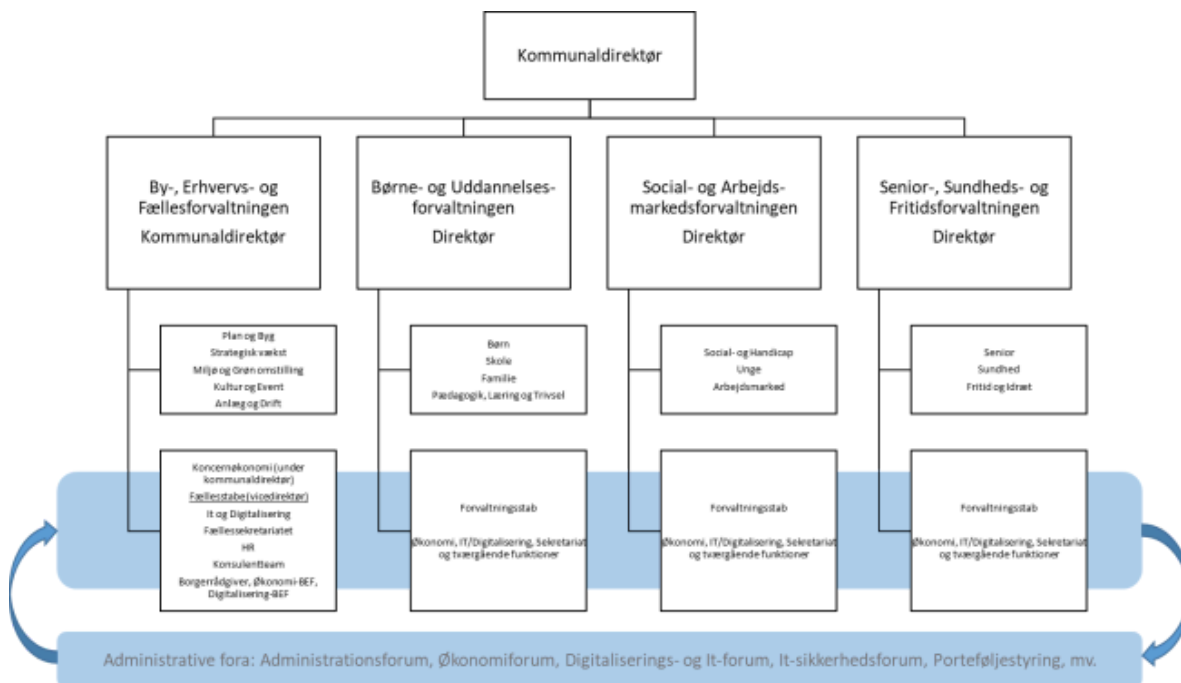 Kommunaldirektør
By-, Erhvervs- og
Fællesforvaltningen
Kommunaldirektør
Børne- og Uddannelses-
forvaltningen
Direktør
Social- og Arbejds-
markedsforvaltningen
Direktør
Senior-, Sundheds- og
Fritidsforvaltningen
Direktør
Plan og Byg
Strategisk vækst
Miljø og Grøn omstilling
Kultur og Event
Anlæg og Drift
Børn
Skole
Familie
Pædagogik, Læring og Trivsel
Social- og Handicap
Unge
Arbejdsmarked
Senior
Sundhed
Fritid og Idræt
Koncernøkonomi (under
kommunaldirektør)
Fællesstabe (vicedirektør)
It og Digitalisering
Fællessekretariatet
HR
Konsulentteam
Borgerrådgiver, Økonomi-BEF,
Digitalisering-BEF
Forvaltningsstab
Økonomi, IT/Digitalisering, Sekretariat
og tværgående funktioner
Forvaltningsstab
Økonomi, IT/Digitalisering, Sekretariat
og tværgående funktioner
Forvaltningsstab
Økonomi, IT/Digitalisering, Sekretariat
og tværgående funktioner
Administrative fora: Administrationsforum, Økonomiforum, Digitaliserings- og It-forum, It-sikkerhedsforum, Porteføljestyring, mv.